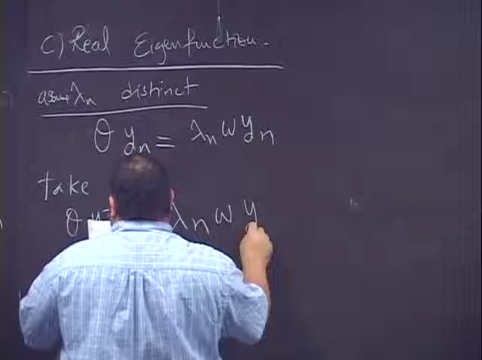 C) Real Eigenfunction.
assume λn distinct
θ yn = λn ω yn
take
θ y λn ω y